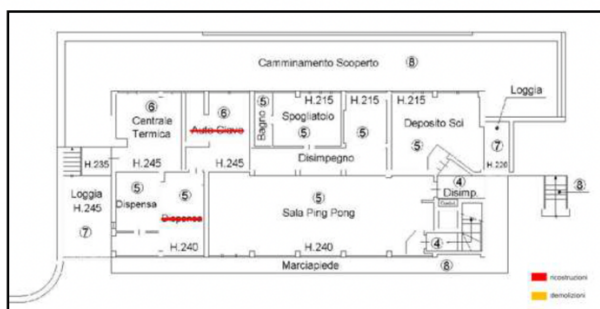 Camminamento Scoperto ⑧
Loggia
⑥ ⑥ ⑤ H.215 H.215 H.215
Centrale
Termica
Auto Clave
Bagno
Spogliatoio
⑤
⑤
Deposito Sci
⑤
⑦
H.220
H.235
H.245
H.245
Disimpegno
④
Disimp.
⑧
Loggia
H.245
⑦
⑤
Dispensa
⑤
Dispensa
⑤
Sala Ping Pong
④
H.240
H.240
Marciapiede
⑧
ricostruzioni
demolizioni